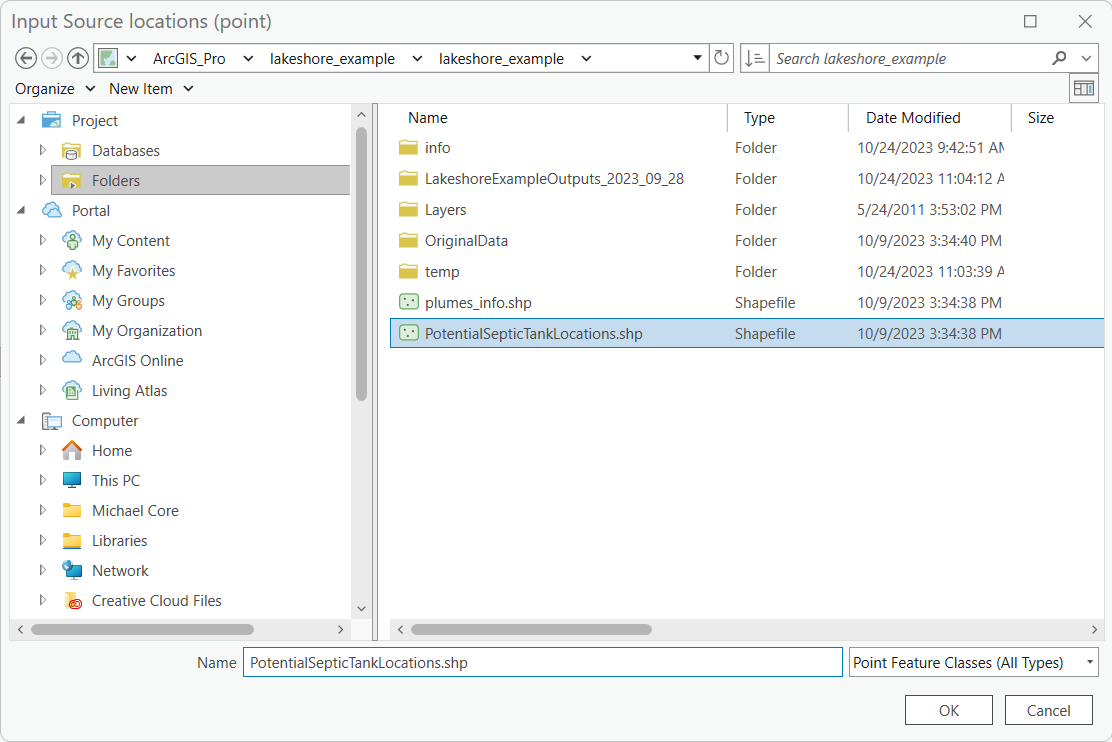 Input Source locations (point)
ArcGIS_Pro lakeshore_example lakeshore_example Search lakeshore_example
Organize New Item
Project
Databases
Folders
Portal
My Content
My Favorites
My Groups
My Organization
ArcGIS Online
Living Atlas
Computer
Home
This PC
Michael Core
Libraries
Network
Creative Cloud Files
Name Type Date Modified Size
info Folder 10/24/2023 9:42:51 AM
LakeshoreExampleOutputs_2023_09_28 Folder 10/24/2023 11:04:12 A
Layers Folder 5/24/2011 3:53:02 PM
OriginalData Folder 10/9/2023 3:34:40 PM
temp Folder 10/24/2023 11:03:39 A
plumes_info.shp Shapefile 10/9/2023 3:34:38 PM
PotentialSepticTankLocations.shp Shapefile 10/9/2023 3:34:38 PM
Name PotentialSepticTankLocations.shp Point Feature Classes (All Types)
OK Cancel